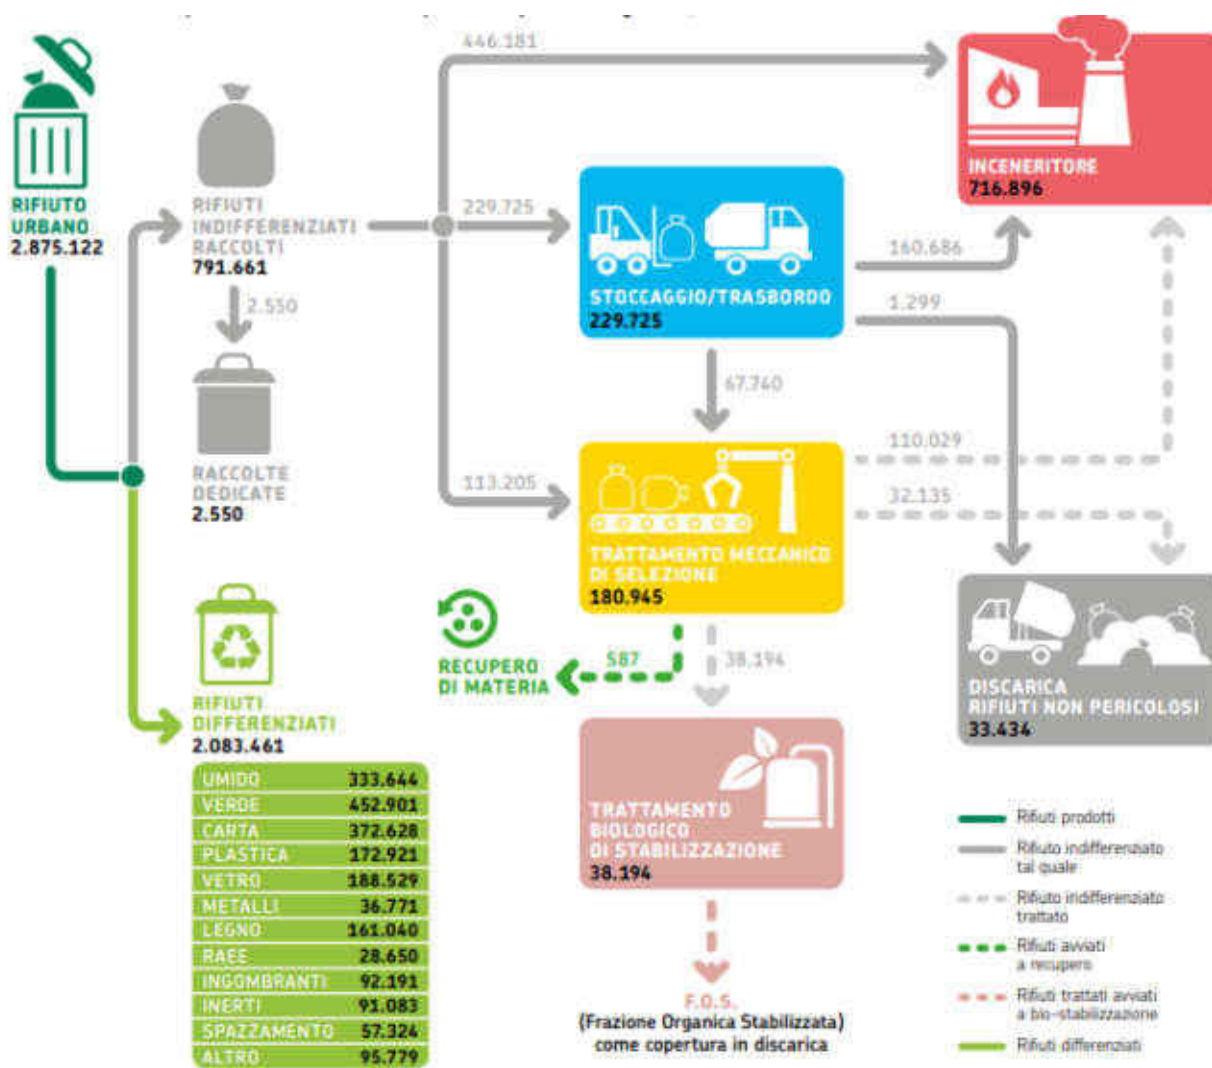 446.181
INCENERITORE
716.896
RIFIUTO
URBANO
2.875.122
RIFIUTI
INDIFFERENZIATI
RACCOLTI
791.661
229.725
STOCCAGGIO/TRASBORDO
229.725
160.686
1.299
2.550
RACCOLTE
DEDICATE
2.550
67.740
113.205
TRATTAMENTO MECCANICO
DI SELEZIONE
180.945
110.029
32.135
RECUPERO
DI MATERIA
587
38.194
DISCARICA
RIFIUTI NON PERICOLOSI
33.434
RIFIUTI
DIFFERENZIATI
2.083.461
UMIDO 333.644
VERDE 452.901
CARTA 372.628
PLASTICA 172.921
VETRO 188.529
METALLI 36.771
LEGNO 161.040
RAEE 28.650
INGOMBRANTI 92.191
INERTI 91.083
SPAZZAMENTO 57.324
ALTRO 95.779
TRATTAMENTO
BIOLOGICO
DI STABILIZZAZIONE
38.194
F.O.S.
(Frazione Organica Stabilizzata)
come copertura in discarica
Rifiuti prodotti
Rifiuto indifferenziato
tal quale
Rifiuto indifferenziato
trattato
Rifiuti avviati
a recupero
Rifiuti trattati avviati
a bio-stabilizzazione
Rifiuti differenziati